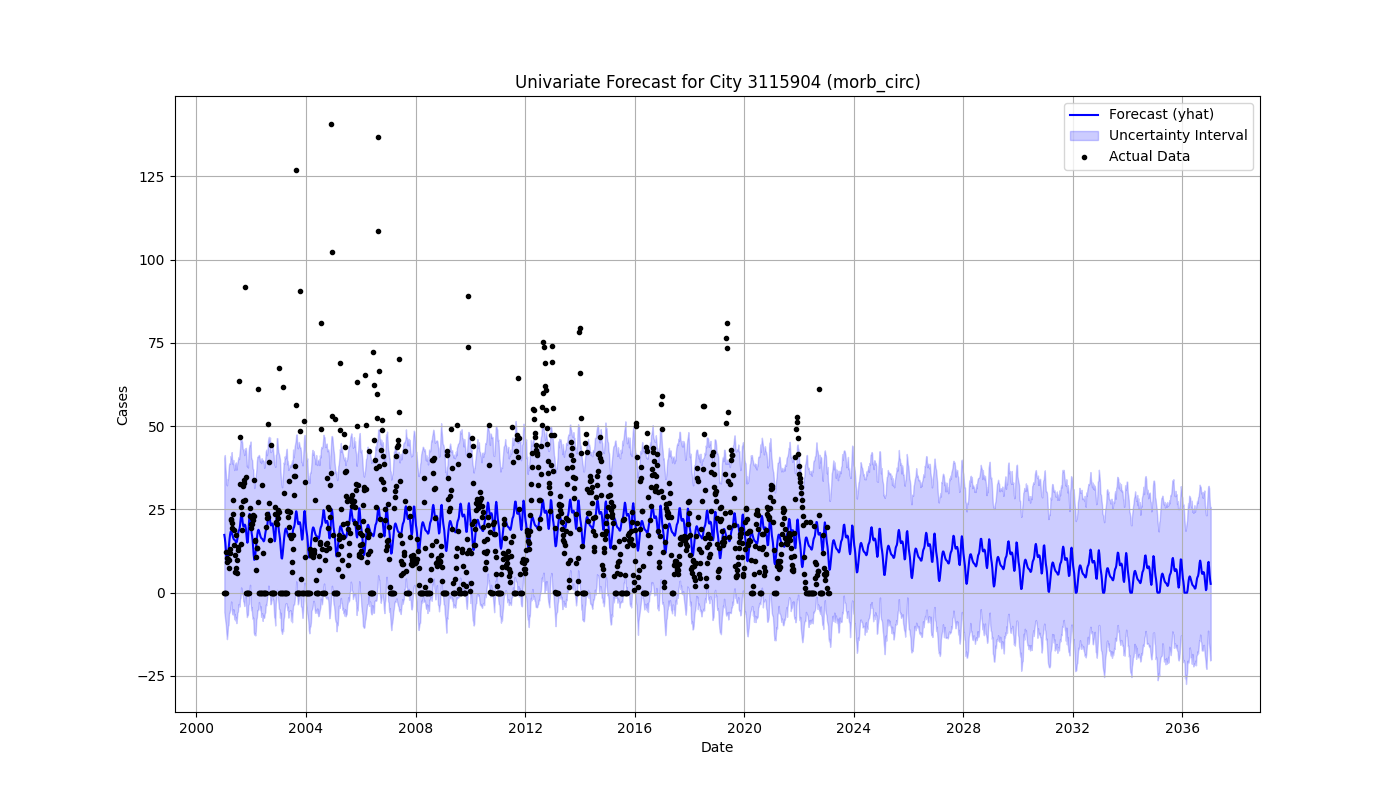 Univariate Forecast for City 3115904 (morb_circ)
Forecast (yhat)
Uncertainty Interval
Actual Data
Cases
125
100
75
50
25
0
−25
2000 2004 2008 2012 2016 2020 2024 2028 2032 2036
Date